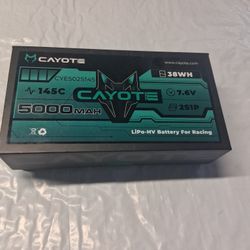 CAYOTE
www.cayote.com
CYE5025145
38WH
145C
CAYOTE
7.6V
5000MAH
2S1P
LiPo-HV Battery For Racing